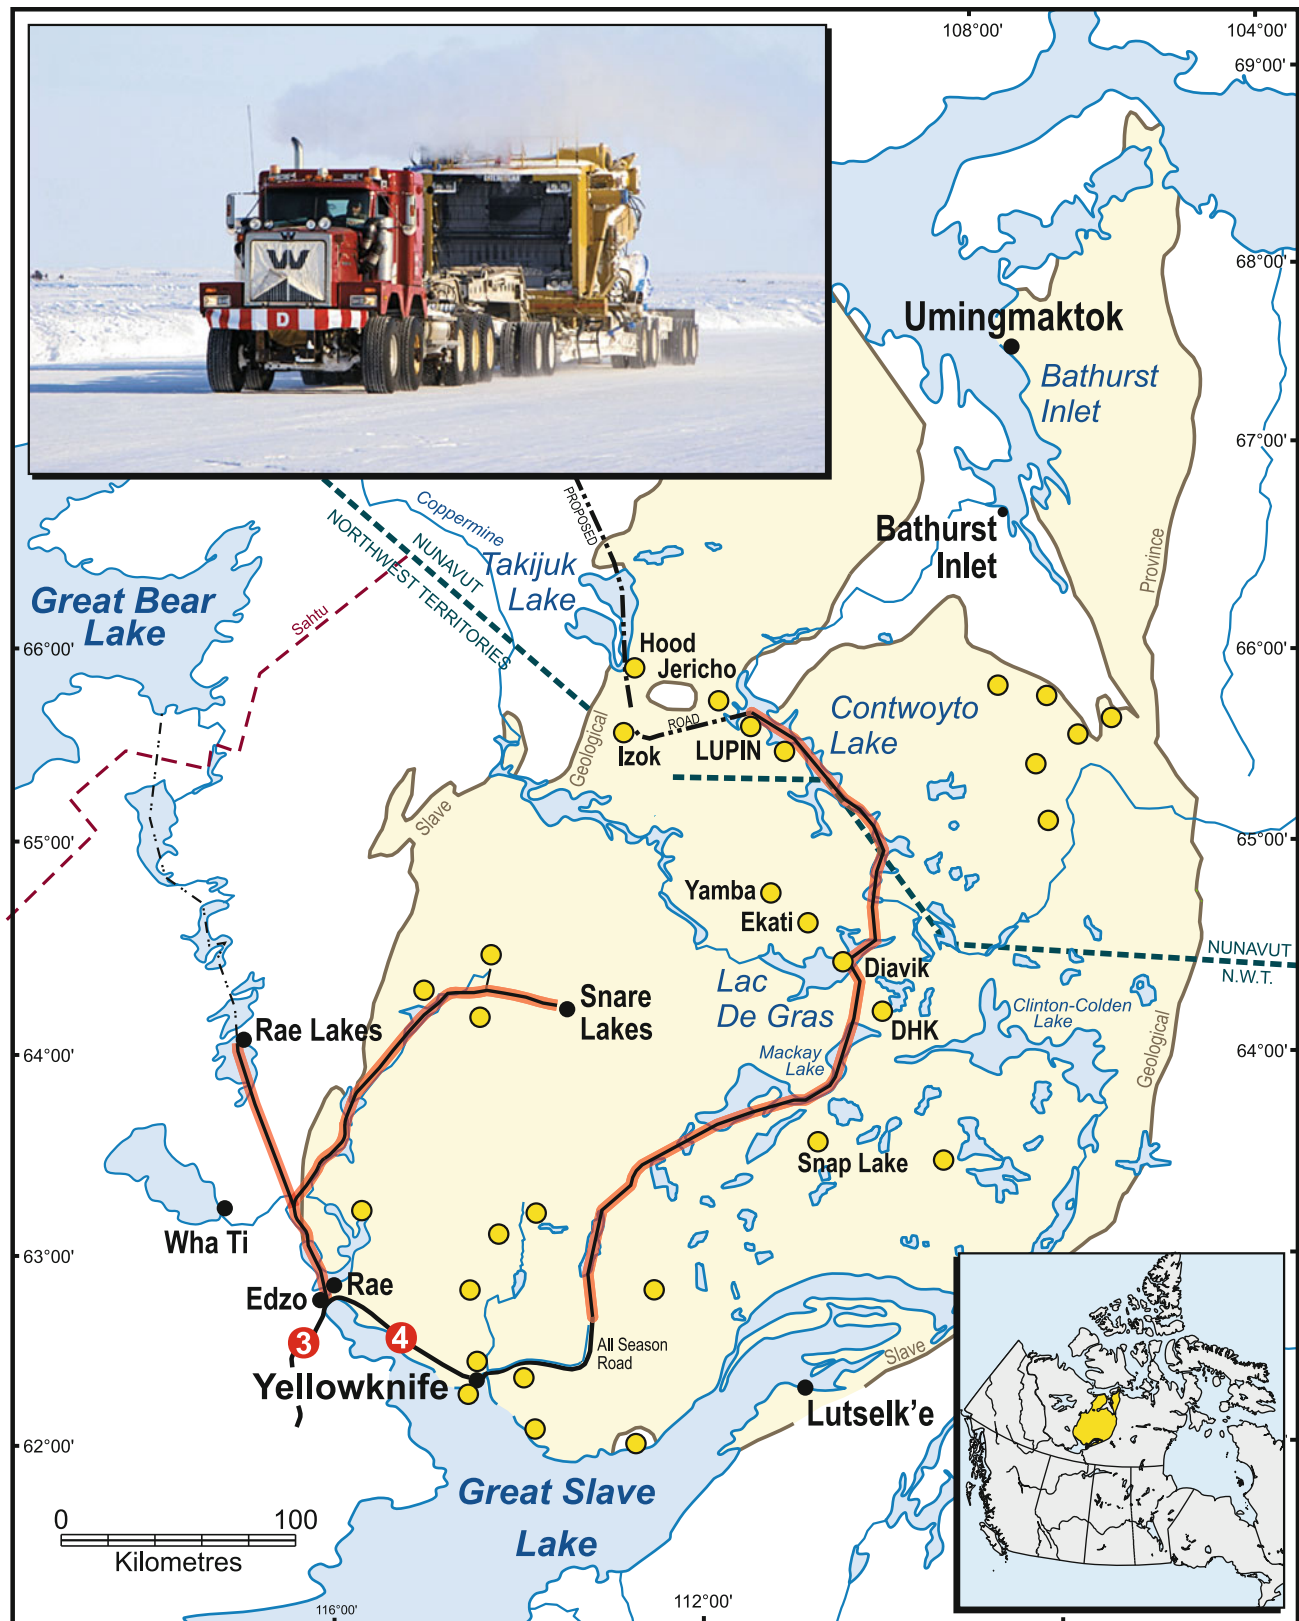 108°00'
104°00'
69°00'
W
D
68°00'
Umingmaktok
Bathurst
Inlet
67°00'
PROPOSED
Coppermine
NUNAVUT
NORTHWEST TERRITORIES
Takijuk
Lake
Bathurst
Inlet
Province
Great Bear
Lake
Sahtu
66°00'
66°00'
Hood
Jericho
Geological
ROAD
Izok
LUPIN
Contwoyto
Lake
Slave
65°00'
65°00'
Yamba
Ekati
Diavik
NUNAVUT
N.W.T.
Lac
De Gras
DHK
Clinton-Colden
Lake
Snare
Lakes
Rae Lakes
Mackay
Lake
Geological
64°00'
64°00'
Snap Lake
Wha Ti
63°00'
Rae
Edzo
3
4
All Season
Road
Slave
Yellowknife
Lutselk’e
62°00'
Great Slave
Lake
0 100
Kilometres
116°00'
112°00'